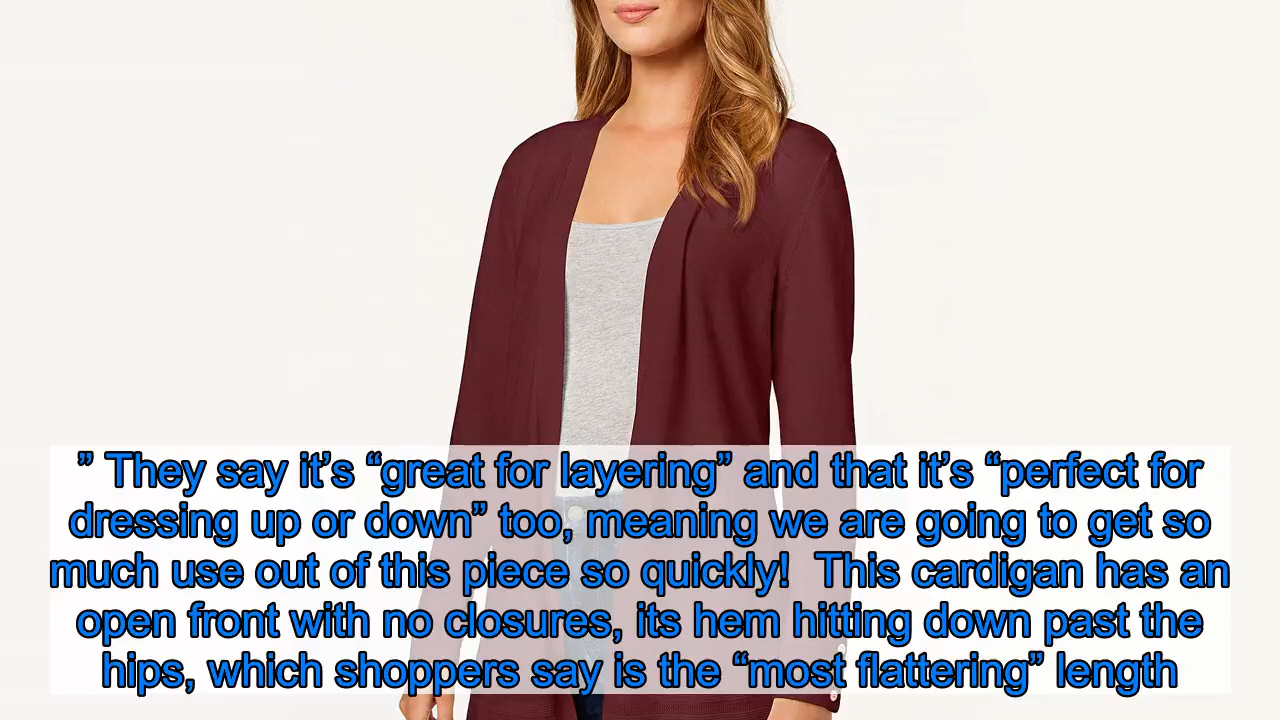 ” They say it’s “great for layering” and that it’s “perfect for
dressing up or down” too, meaning we are going to get so
much use out of this piece so quickly!  This cardigan has an
open front with no closures, its hem hitting down past the
hips, which shoppers say is the “most flattering” length